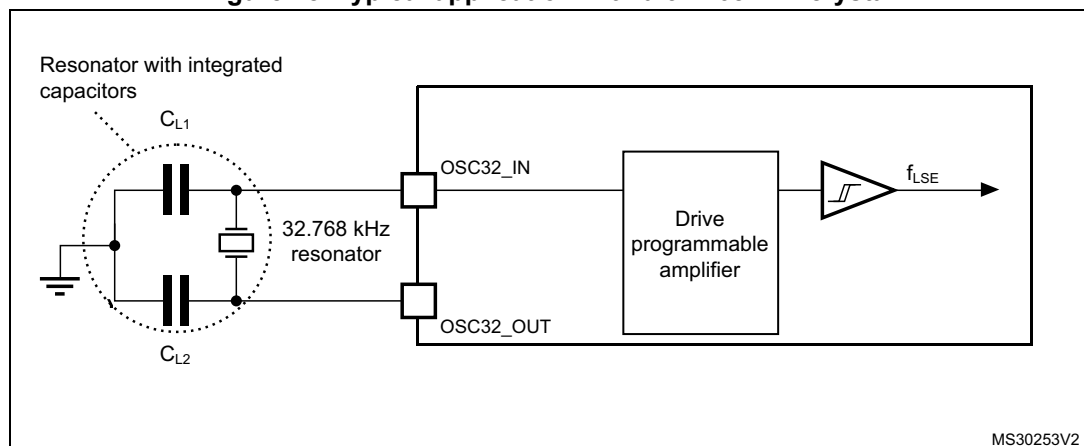 Resonator with integrated
capacitors
CL1
OSC32_IN
fLSE
32.768 kHz
resonator
Drive
programmable
amplifier
OSC32_OUT
CL2
MS30253V2